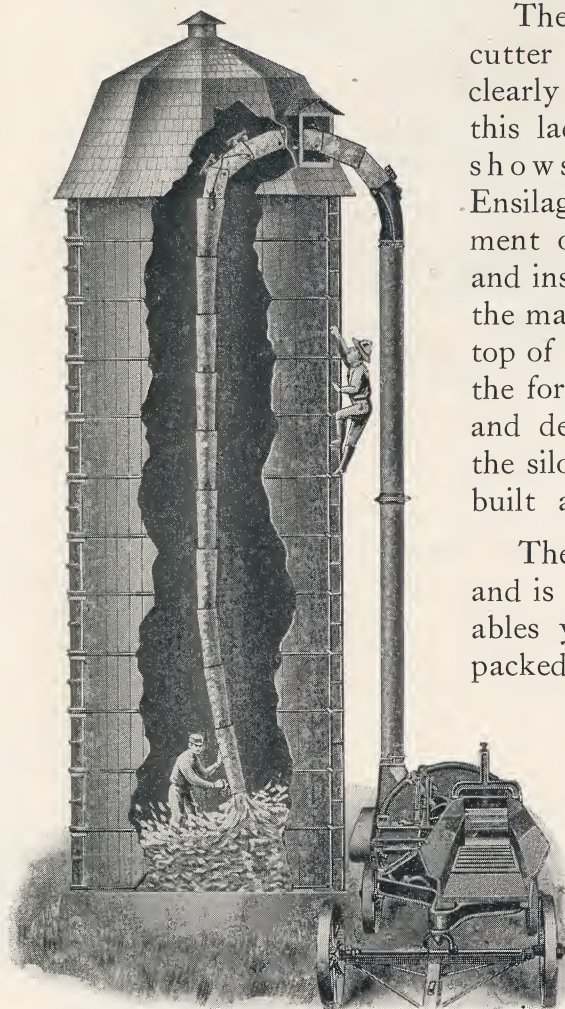 The
cutter
clearly
this lad
shows
Ensilag
ment o
and ins
the ma
top of
the for
and de
the silo
built a
The
and is
ables y
packed